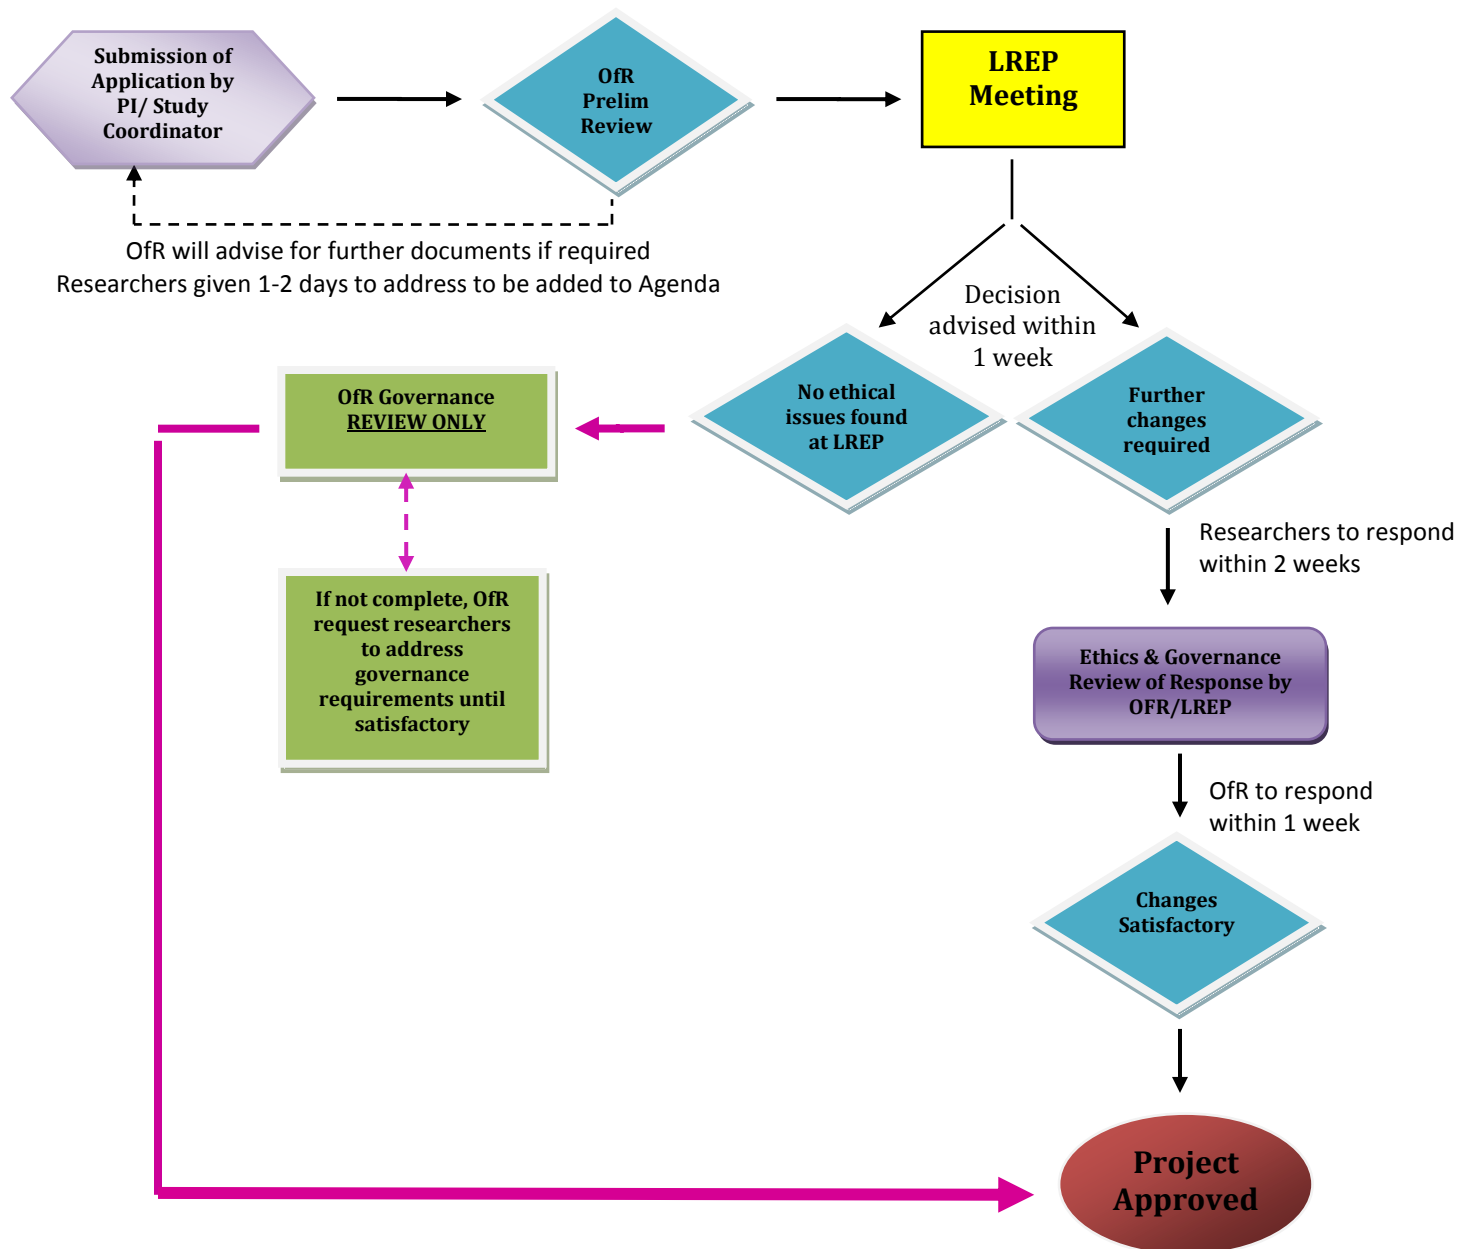 Submission of
Application by
PI/ Study
Coordinator
OfR
Prelim
Review
LREP
Meeting
OfR will advise for further documents if required
Researchers given 1-2 days to address to be added to Agenda
Decision
advised within
1 week
No ethical
issues found
at LREP
Further
changes
required
OfR Governance
REVIEW ONLY
If not complete, OfR
request researchers
to address
governance
requirements until
satisfactory
Researchers to respond
within 2 weeks
Ethics & Governance
Review of Response by
OFR/LREP
OfR to respond
within 1 week
Changes
Satisfactory
Project
Approved